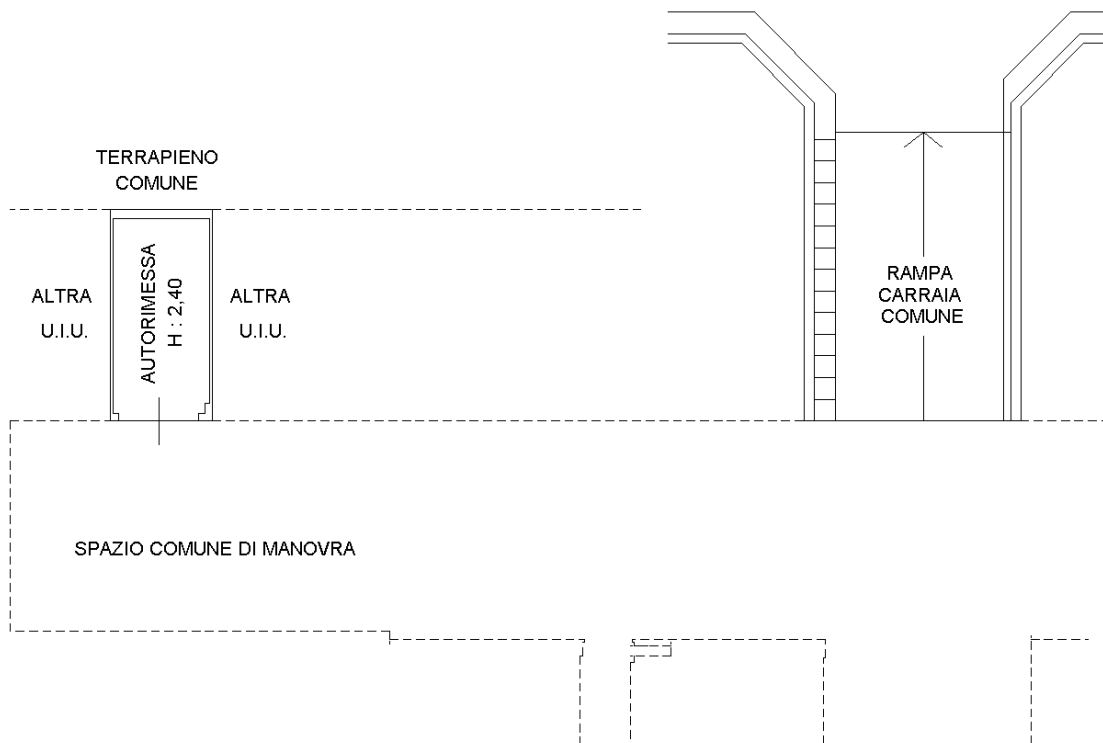 TERRAPIENO
COMUNE
ALTRA
U.I.U.
AUTORIMESSA
H : 2,40
ALTRA
U.I.U.
RAMPA
CARRAIA
COMUNE
SPAZIO COMUNE DI MANOVRA